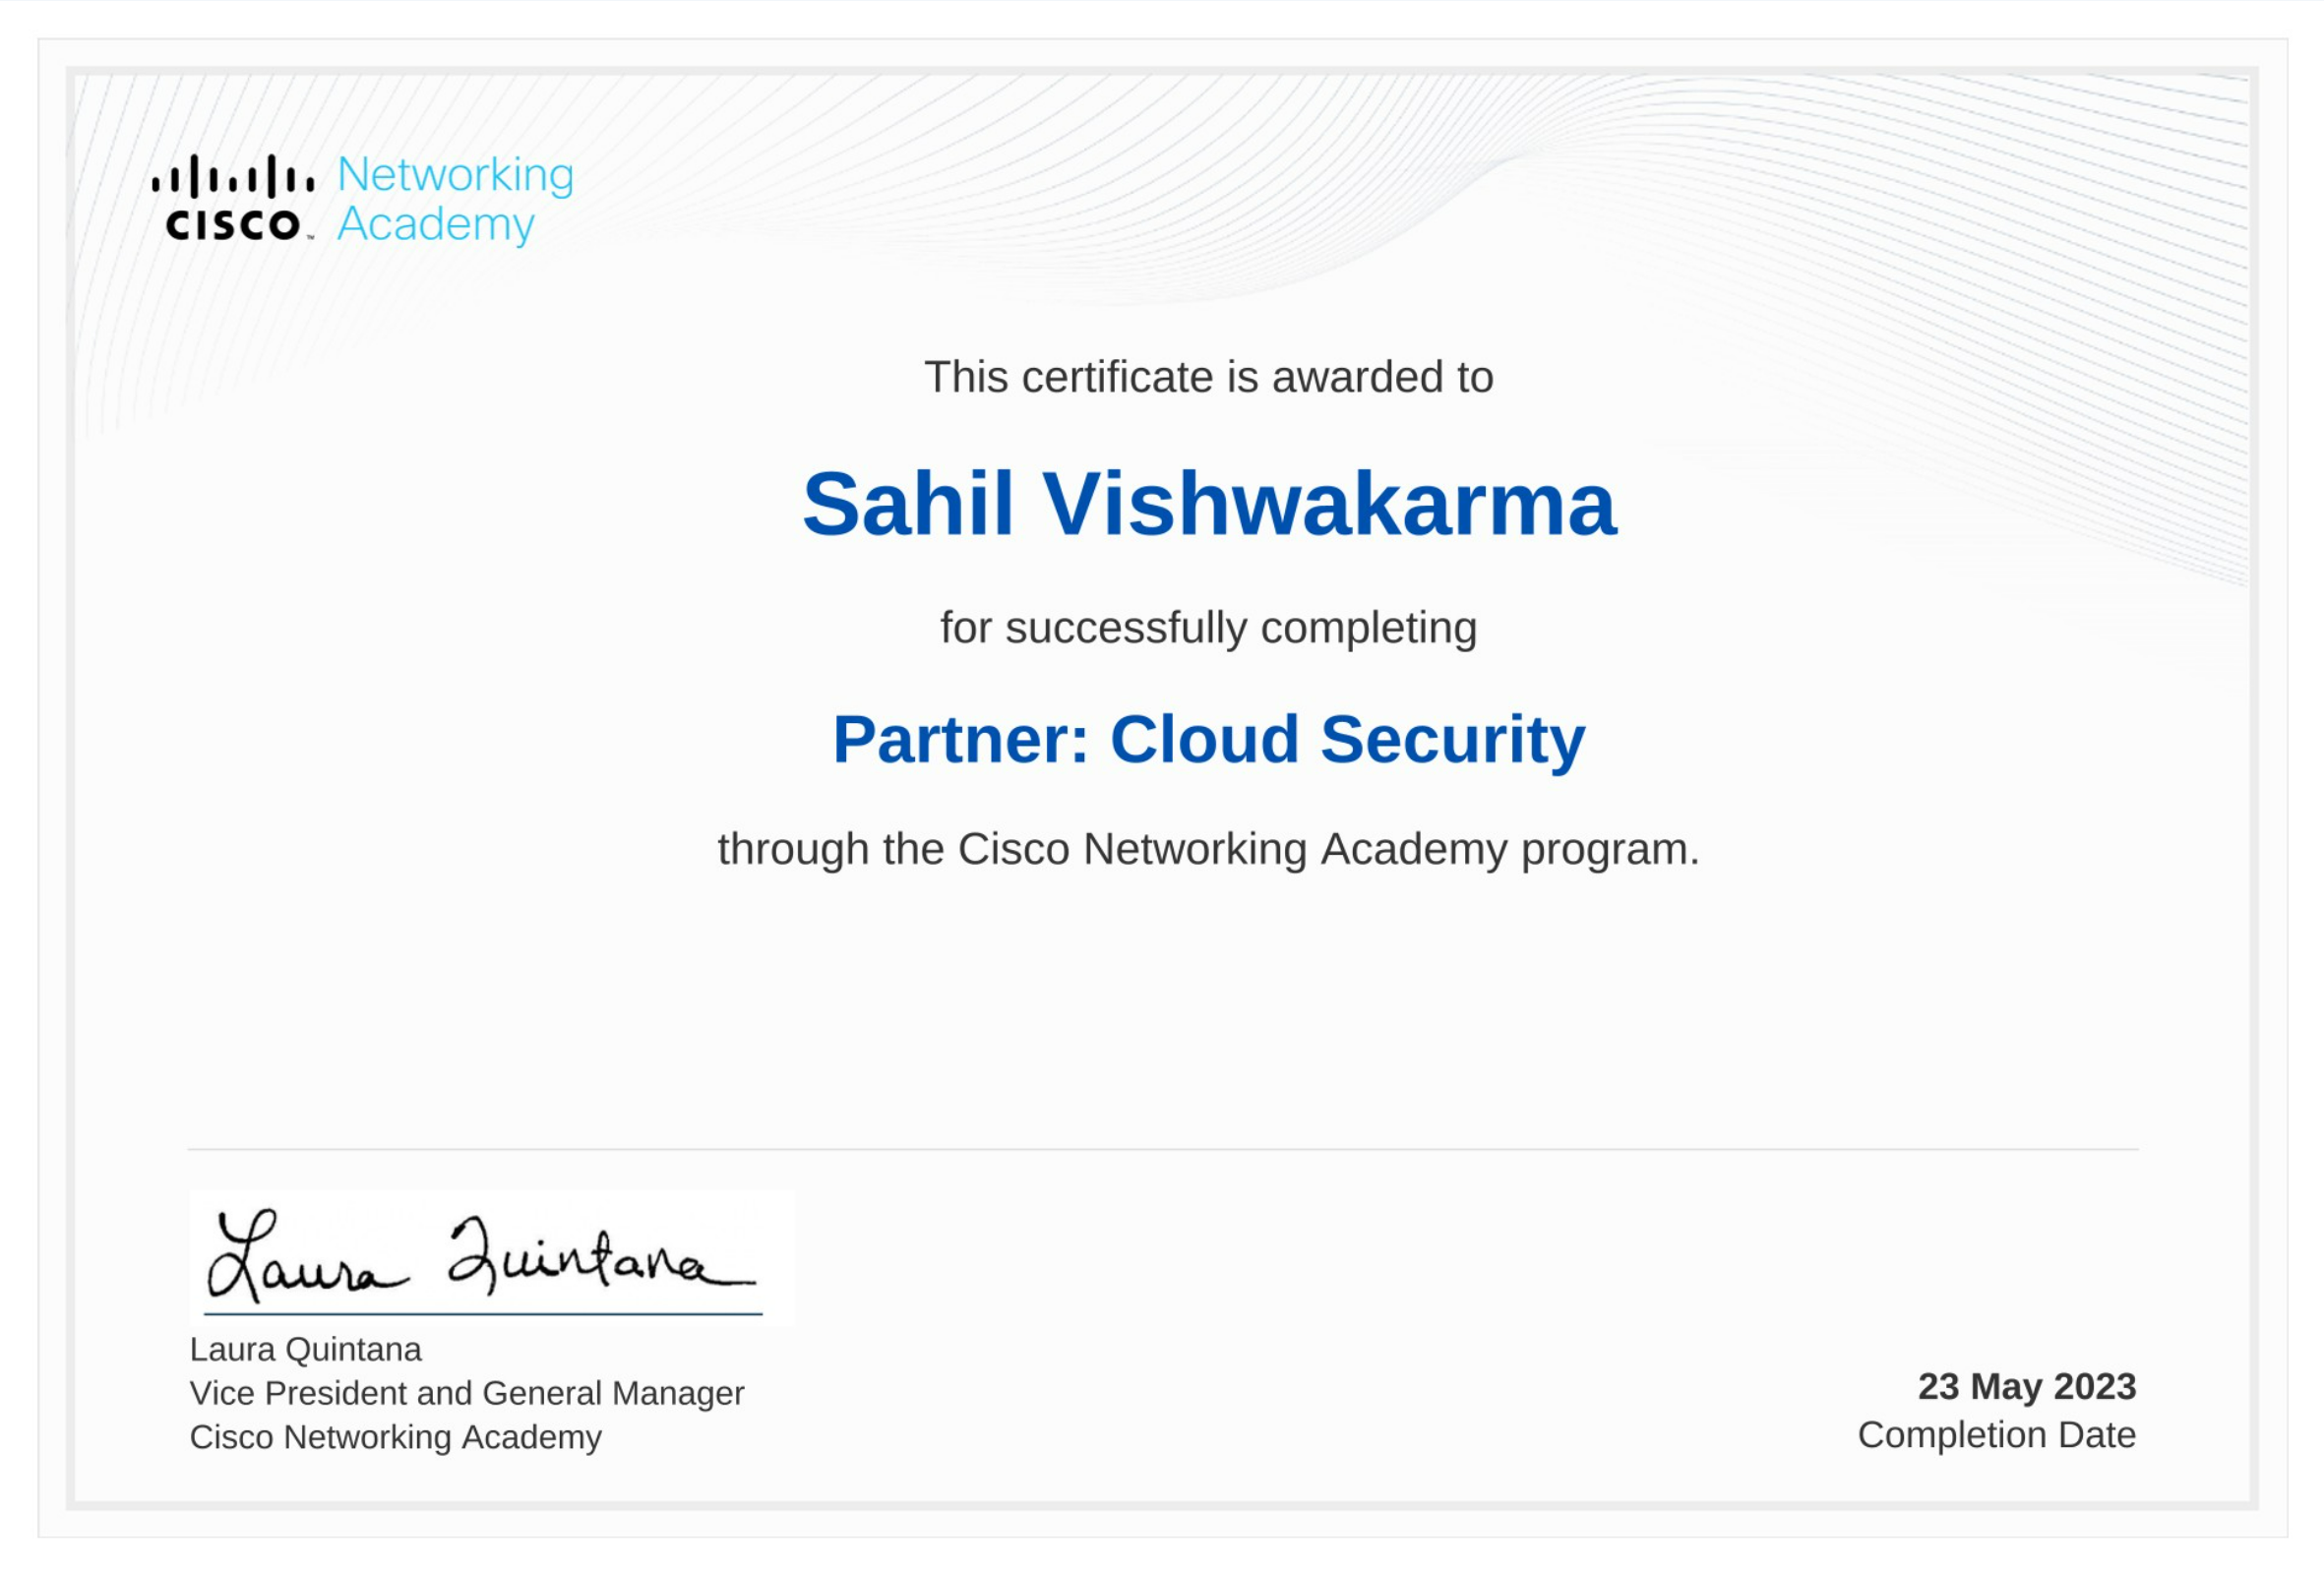 Networking
CISCO™ Academy
This certificate is awarded to
Sahil Vishwakarma
for successfully completing
Partner: Cloud Security
through the Cisco Networking Academy program.
Laura Quintana
Laura Quintana
Vice President and General Manager
Cisco Networking Academy
23 May 2023
Completion Date